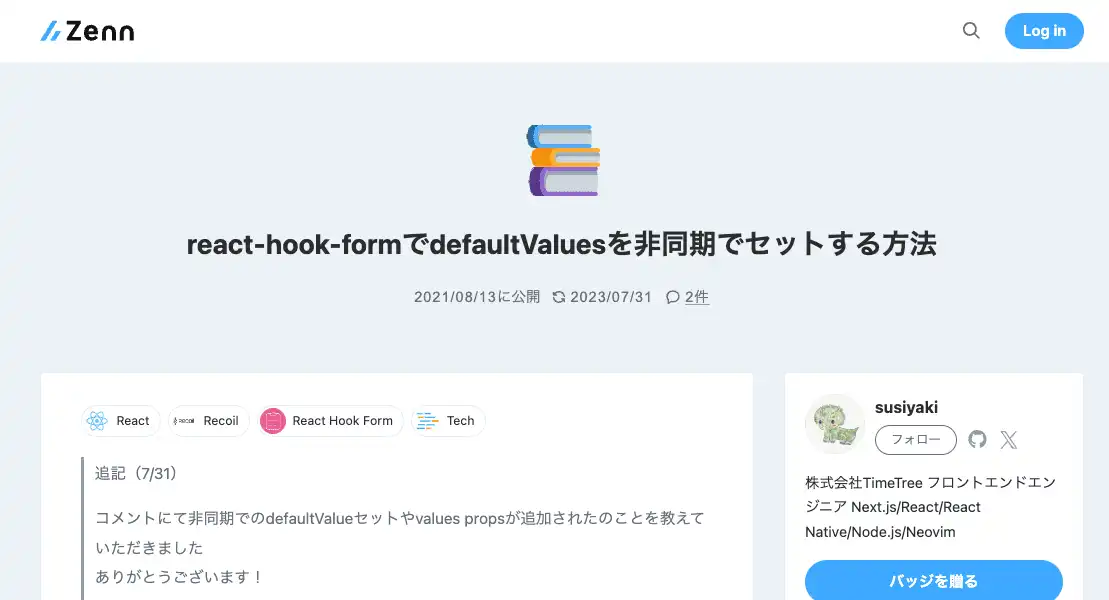 Zenn
Log in
react-hook-formでdefaultValuesを非同期でセットする方法
2021/08/13に公開 2023/07/31 2件
React Recoil React Hook Form Tech
追記（7/31）
コメントにて非同期でのdefaultValueセットやvalues propsが追加されたのことを教えて
いただきました
ありがとうございます！
susiyaki
フォロー
株式会社TimeTree フロントエンドエン
ジニア Next.js/React/React
Native/Node.js/Neovim
バッジを贈る